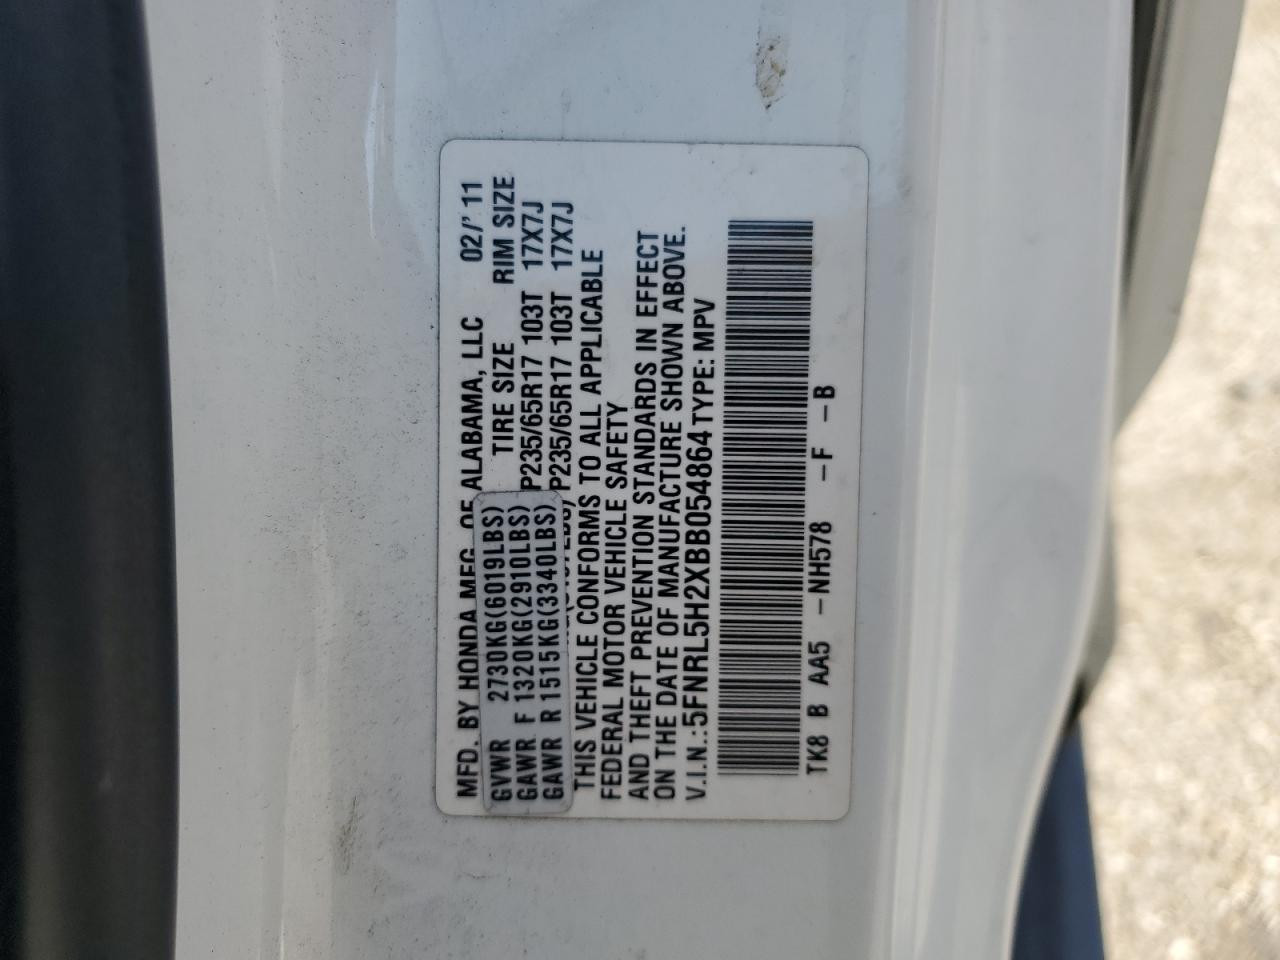 MFD. BY HONDA MFG. OF ALABAMA, LLC 02/'11
TIRE SIZE RIM SIZE
GVWR 2730KG(6019LBS)
GAWR F 1320KG(2910LBS) P235/65R17 103T 17X7J
GAWR R 1515KG(3340LBS) P235/65R17 103T 17X7J
THIS VEHICLE CONFORMS TO ALL APPLICABLE
FEDERAL MOTOR VEHICLE SAFETY
AND THEFT PREVENTION STANDARDS IN EFFECT
ON THE DATE OF MANUFACTURE SHOWN ABOVE.
V.I.N.:5FNRL5H2XBB054864 TYPE: MPV
TK8 B AA5 -NH578 -F -B